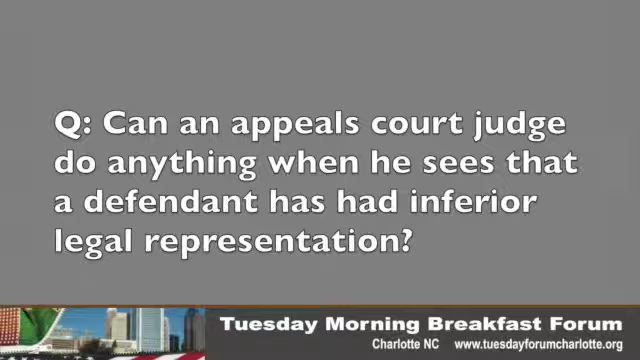 Q: Can an appeals court judge
do anything when he sees that
a defendant has had inferior
legal representation?
Tuesday Morning Breakfast Forum
Charlotte NC www.tuesdayforumcharlotte.org